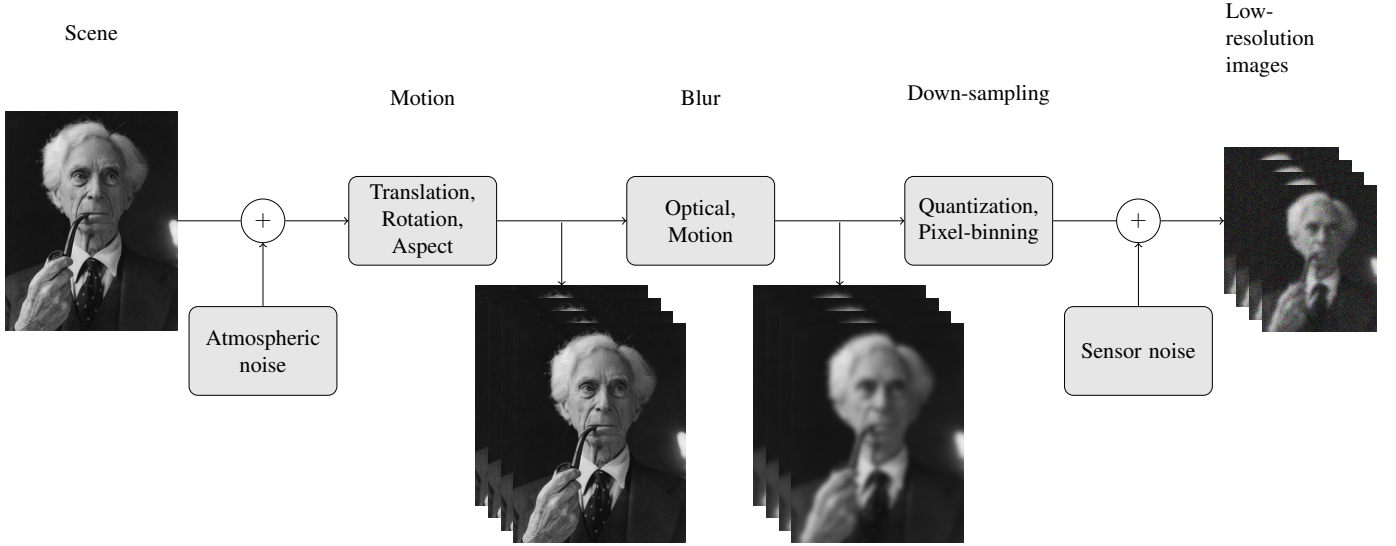 Scene
Low-
resolution
images
Motion
Blur
Down-sampling
+
Translation,
Rotation,
Aspect
Optical,
Motion
Quantization,
Pixel-binning
+
Atmospheric
noise
Sensor noise